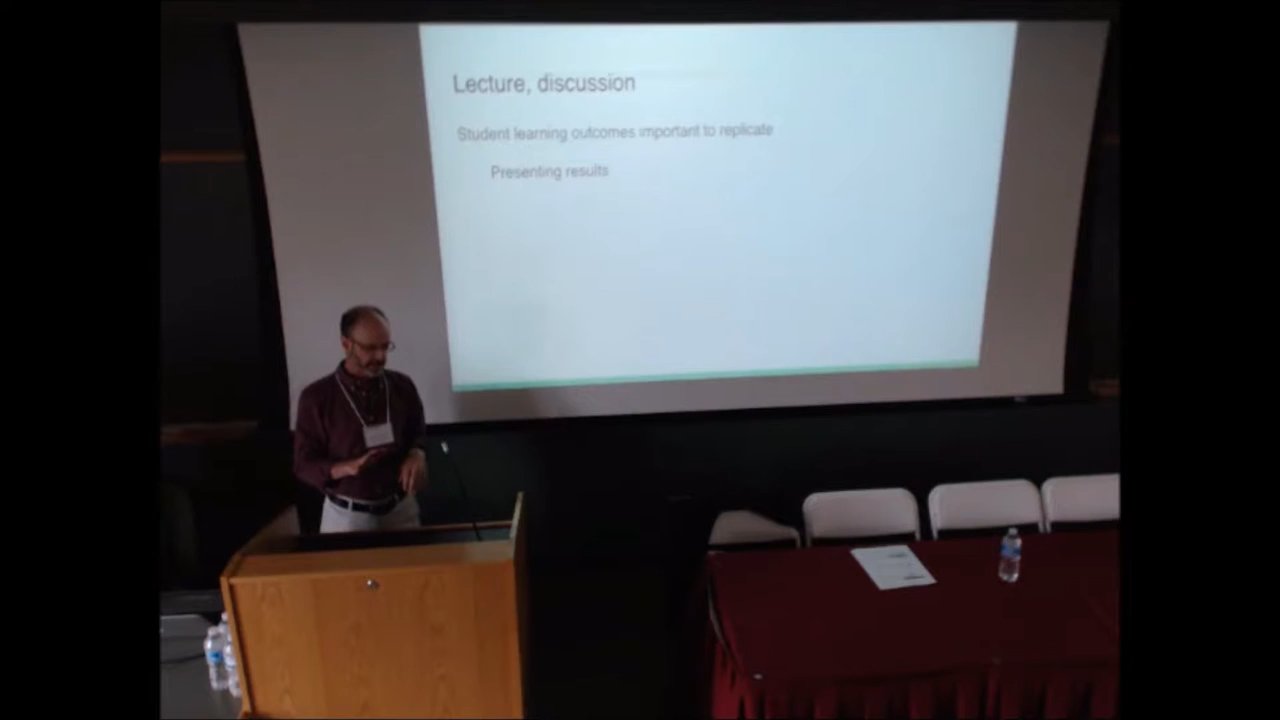 Lecture, discussion
Student learning outcomes important to replicate
Presenting results